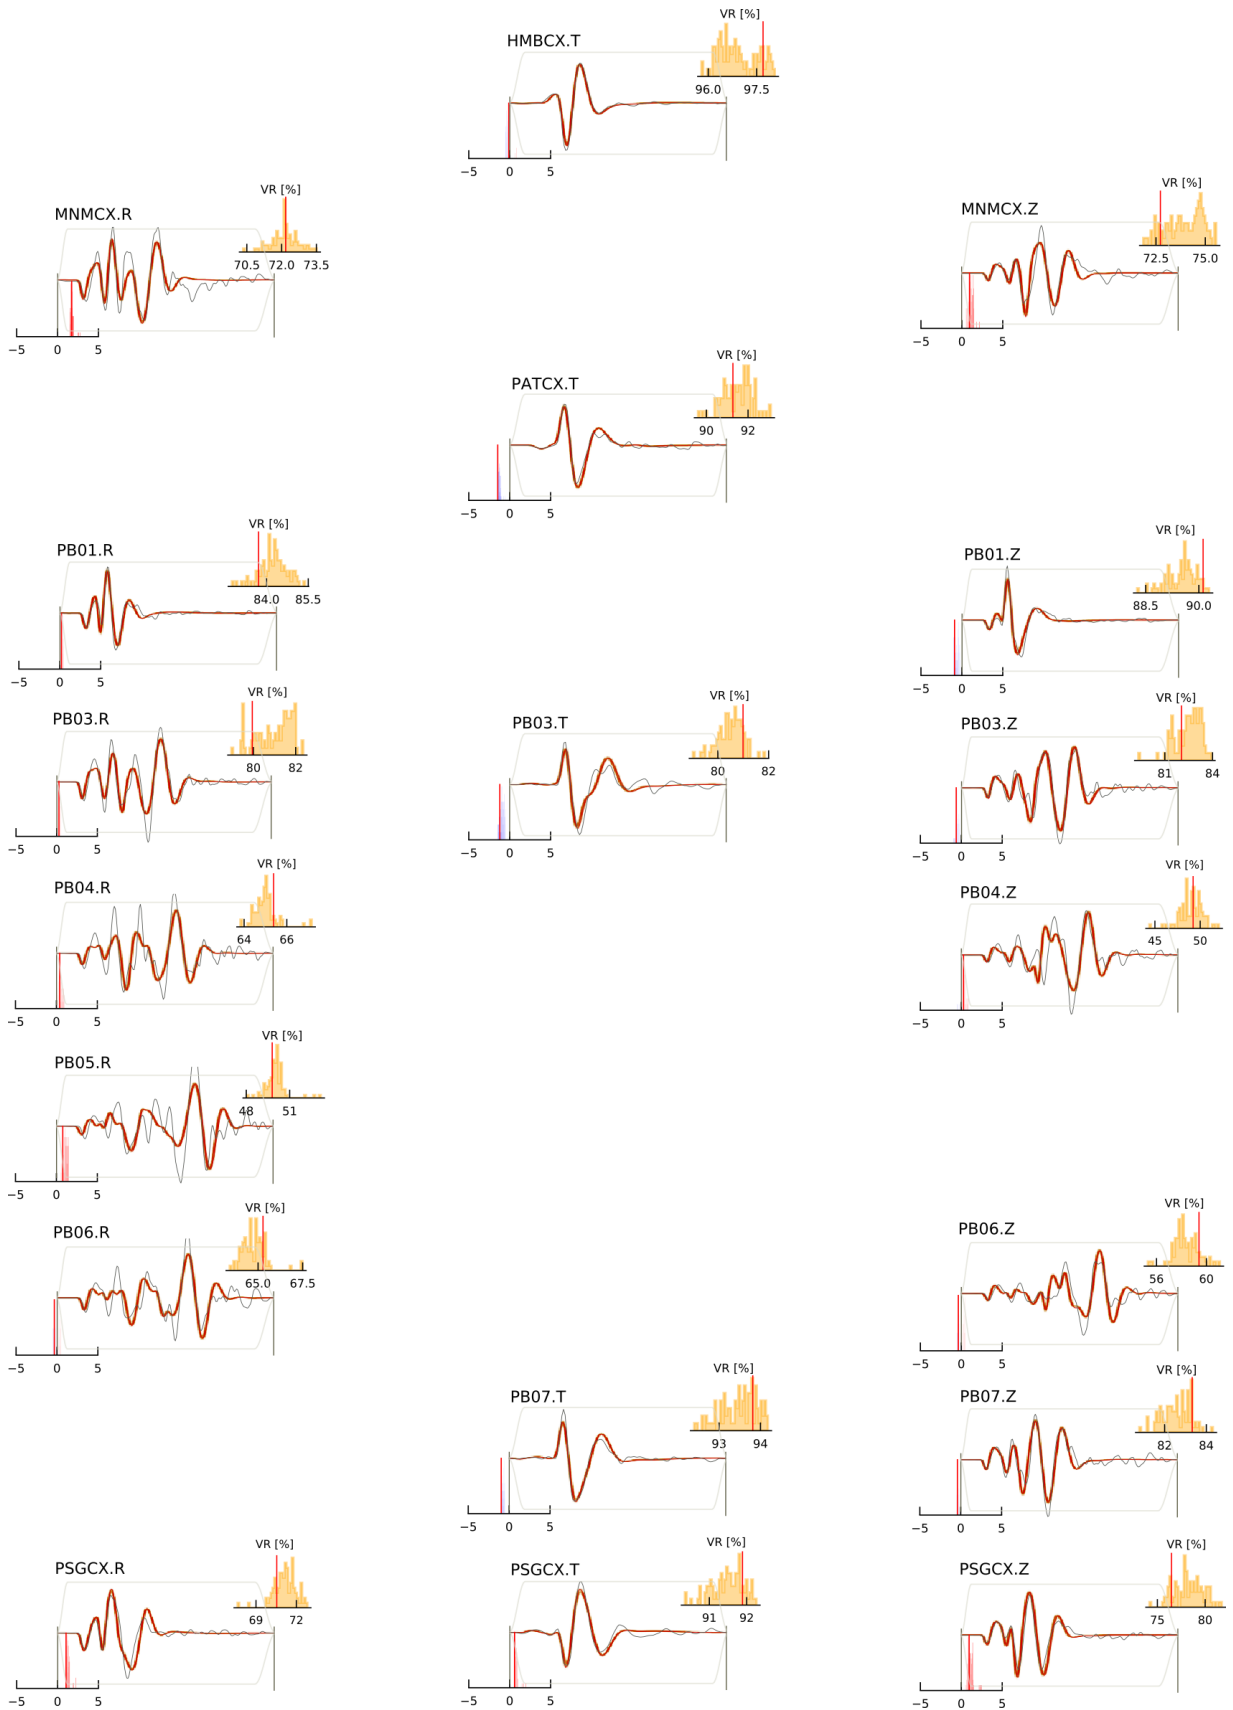 VR [%]
HMBCX.T
96.0 97.5
−5 0 5
VR [%]
MNMCX.R
70.5 72.0 73.5
−5 0 5
VR [%]
MNMCX.Z
72.5 75.0
−5 0 5
VR [%]
PATCX.T
90 92
−5 0 5
VR [%]
PB01.R
84.0 85.5
−5 0 5
VR [%]
PB01.Z
88.5 90.0
−5 0 5
VR [%]
PB03.R
80 82
−5 0 5
VR [%]
PB03.T
80 82
−5 0 5
VR [%]
PB03.Z
81 84
−5 0 5
VR [%]
PB04.R
64 66
−5 0 5
VR [%]
PB04.Z
45 50
−5 0 5
VR [%]
PB05.R
48 51
−5 0 5
VR [%]
PB06.R
65.0 67.5
−5 0 5
VR [%]
PB06.Z
56 60
−5 0 5
VR [%]
PB07.T
93 94
−5 0 5
VR [%]
PB07.Z
82 84
−5 0 5
VR [%]
PSGCX.R
69 72
−5 0 5
VR [%]
PSGCX.T
91 92
−5 0 5
VR [%]
PSGCX.Z
75 80
−5 0 5